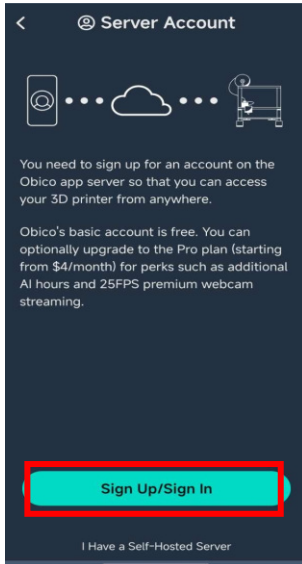 Server Account
You need to sign up for an account on the
Obico app server so that you can access
your 3D printer from anywhere.
Obico's basic account is free. You can
optionally upgrade to the Pro plan (starting
from $4/month) for perks such as additional
AI hours and 25FPS premium webcam
streaming.
Sign Up/Sign In
I Have a Self-Hosted Server